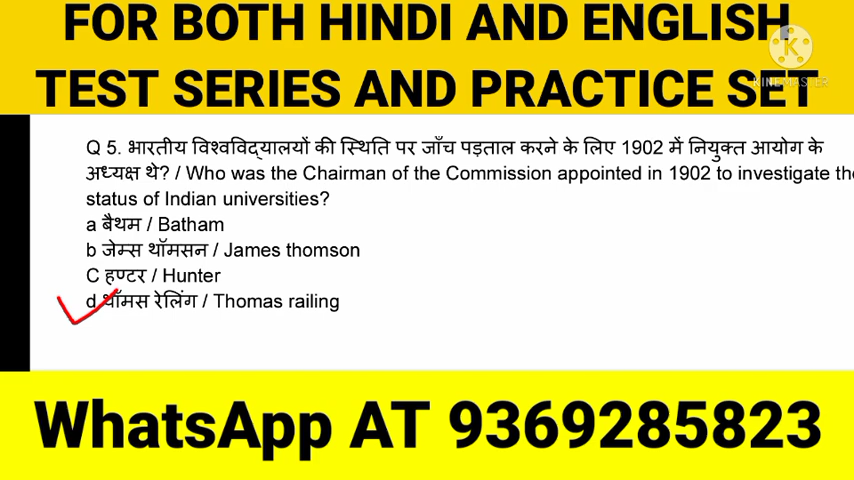 FOR BOTH HINDI AND ENGLISH
TEST SERIES AND PRACTICE SET
K
KINEMASTER
Q 5. भारतीय विश्वविद्यालयों की स्थिति पर जाँच पड़ताल करने के लिए 1902 में नियुक्त आयोग के
अध्यक्ष थे? / Who was the Chairman of the Commission appointed in 1902 to investigate the
status of Indian universities?
a बैथम / Batham
b जेम्स थॉमसन / James thomson
C हण्टर / Hunter
d थॉमस रेलिंग / Thomas railing
WhatsApp AT 9369285823